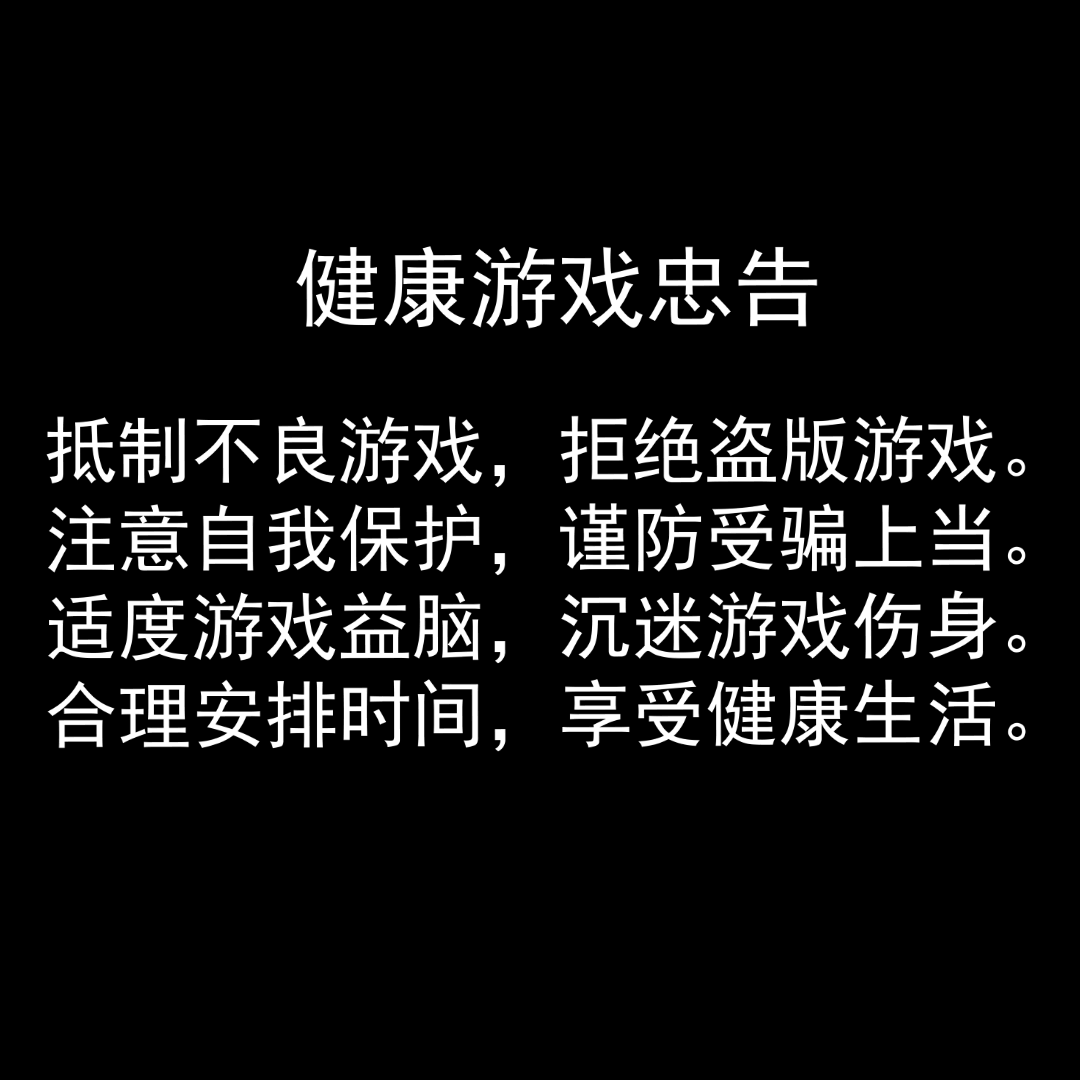 健康游戏忠告
抵制不良游戏，拒绝盗版游戏。
注意自我保护，谨防受骗上当。
适度游戏益脑，沉迷游戏伤身。
合理安排时间，享受健康生活。